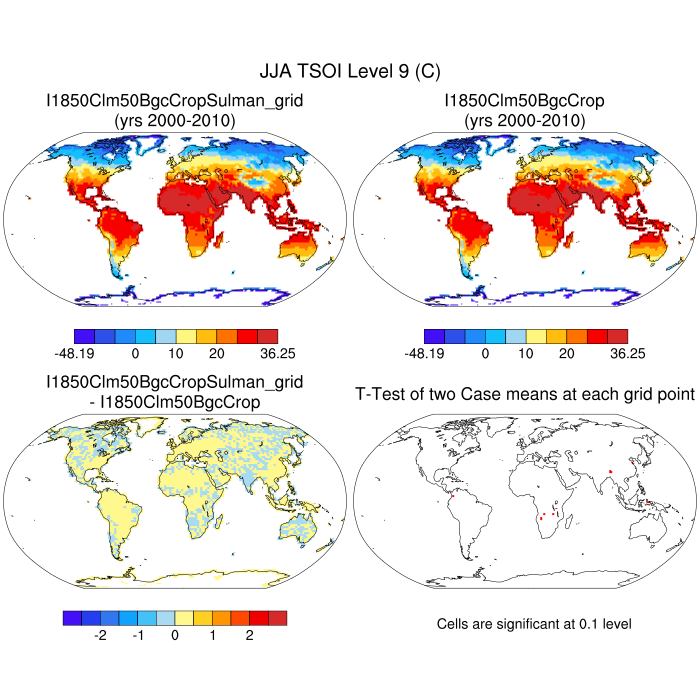 JJA TSOI Level 9 (C)
I1850Clm50BgcCropSulman_grid
(yrs 2000-2010)
I1850Clm50BgcCrop
(yrs 2000-2010)
-48.19 0 10 20 36.25
-48.19 0 10 20 36.25
I1850Clm50BgcCropSulman_grid
- I1850Clm50BgcCrop
T-Test of two Case means at each grid point
-2 -1 0 1 2
Cells are significant at 0.1 level